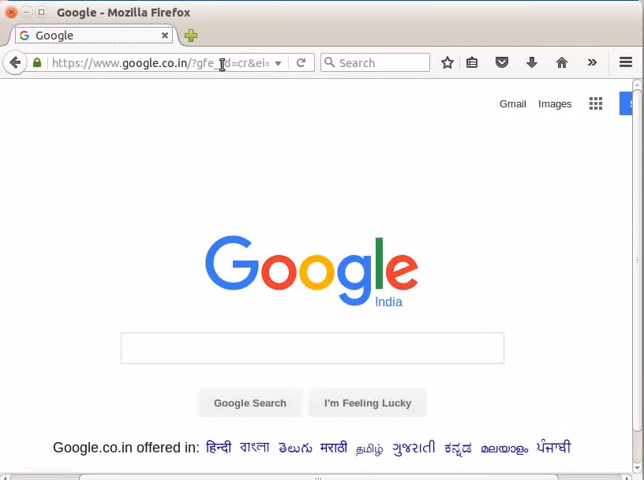 Google - Mozilla Firefox
Google
https://www.google.co.in/?gfe_rd=cr&ei=
Search
Gmail Images
Google
India
Google Search I'm Feeling Lucky
Google.co.in offered in: हिन्दी বাংলা తెలుగు मराठी தமிழ் ગુજરાતી ಕನ್ನಡ മലയാളം ਪੰਜਾਬੀ